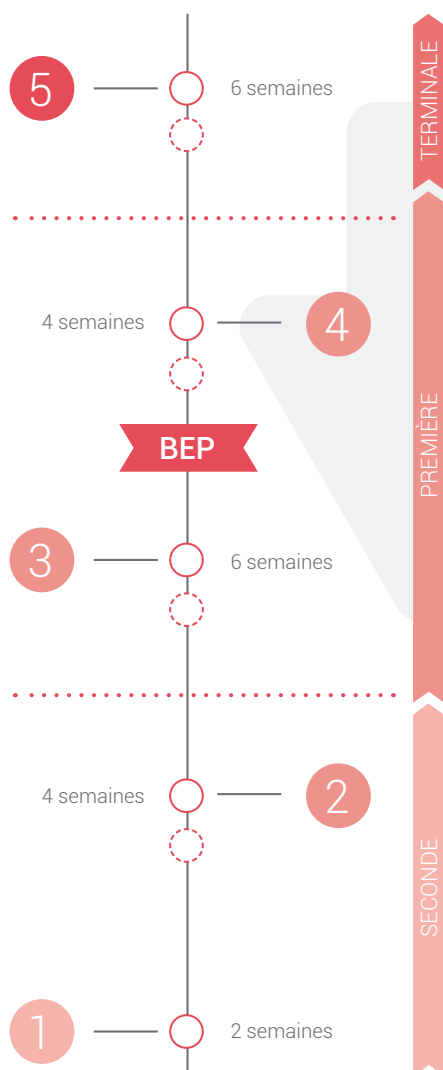 5
6 semaines
TERMINALE
4 semaines
4
BEP
PREMIÈRE
3
6 semaines
4 semaines
2
SECONDE
1
2 semaines